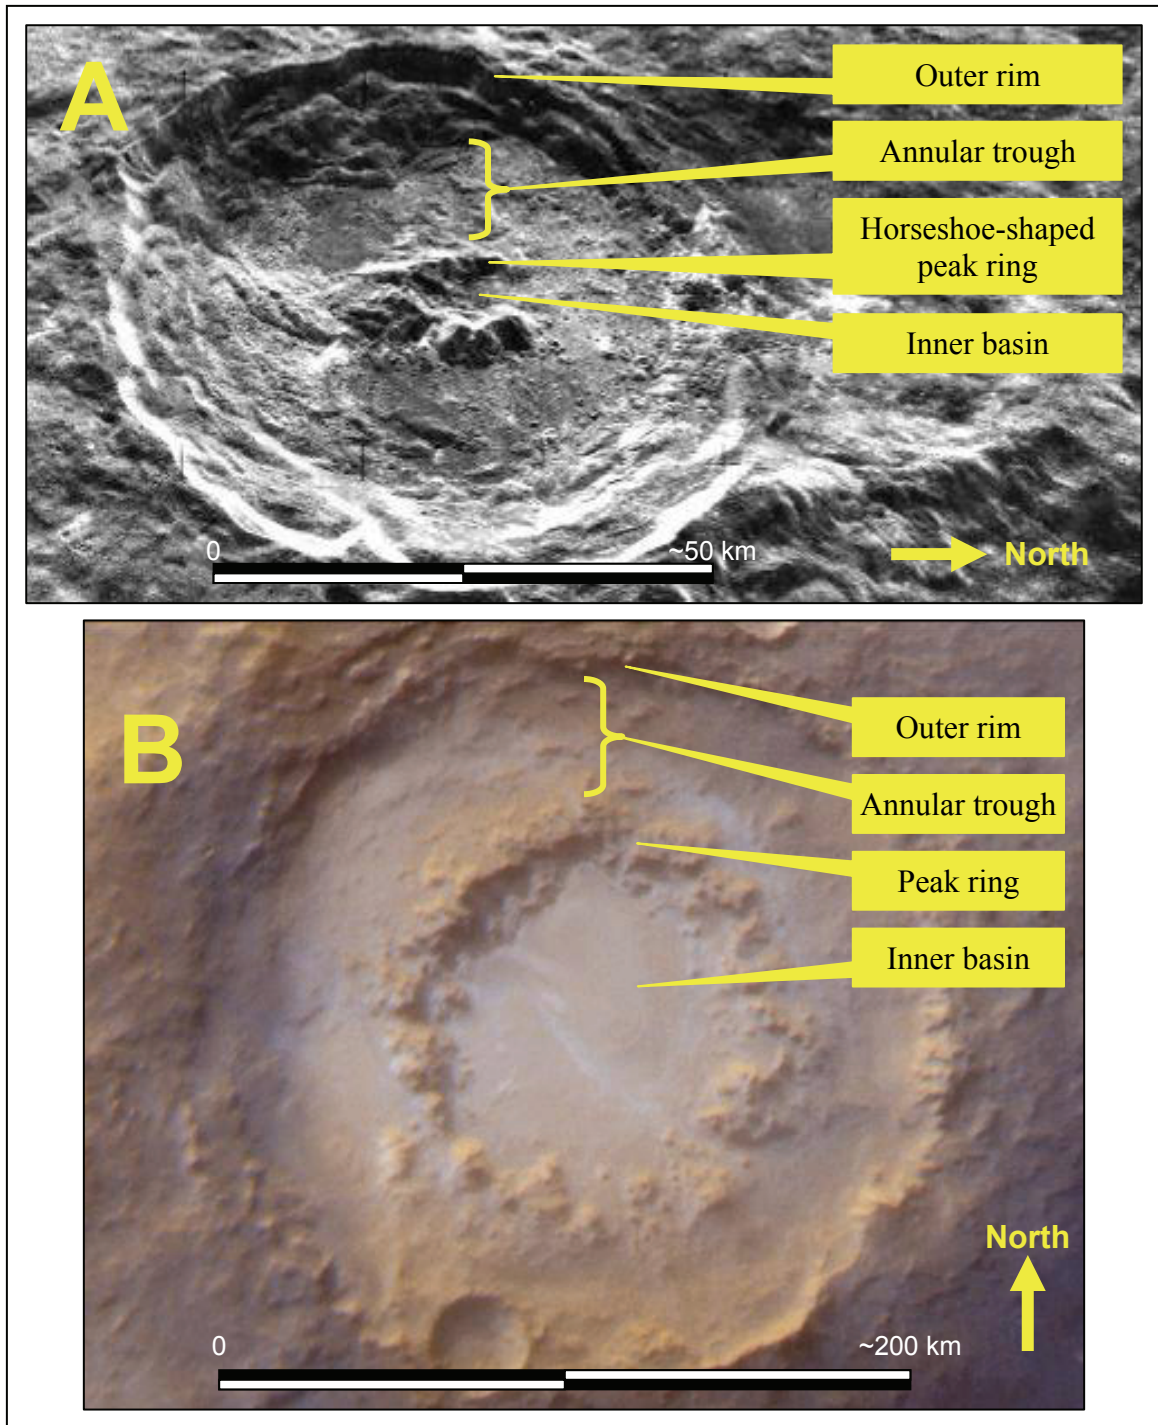 A
Outer rim
Annular trough
Horseshoe-shaped
peak ring
Inner basin
0
~50 km
North
B
Outer rim
Annular trough
Peak ring
Inner basin
North
0
~200 km